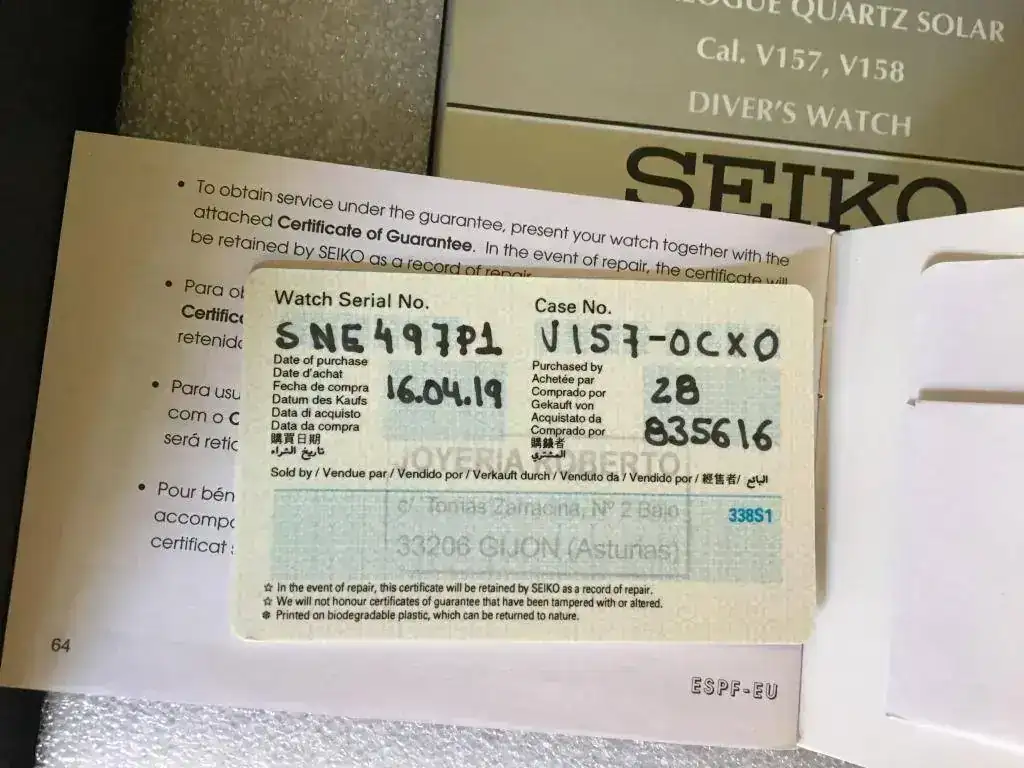 LOGUE QUARTZ SOLAR
Cal. V157, V158
DIVER'S WATCH
SEIKO
• To obtain service under the guarantee, present your watch together with the
attached Certificate of Guarantee. In the event of repair, the certificate will
be retained by SEIKO as a record of repair.
• Para ob
Certific
retenid
• Para usu
com o C
será retic
• Pour bén
accompa
certificat s
64
ESPF-EU
Watch Serial No.
SNE497P1
Case No.
V157-0CX0
Date of purchase
Date d'achat
Fecha de compra
Datum des Kaufs
Data di acquisto
Data da compra
購買日期
تاريخ الشراء
16.04.19
Purchased by
Achetée par
Comprado por
Gekauft von
Acquistato da
Comprado por
購錶者
المشتري
28
835616
JOYERIA ROBERTO
Sold by / Vendue par / Vendido por / Verkauft durch / Venduto da / Vendido por / 經售者 / البائع
c/ Tomás Zarracina, Nº 2 Bajo
338S1
33206 GIJON (Asturias)
☆ In the event of repair, this certificate will be retained by SEIKO as a record of repair.
☆ We will not honour certificates of guarantee that have been tampered with or altered.
❄ Printed on biodegradable plastic, which can be returned to nature.